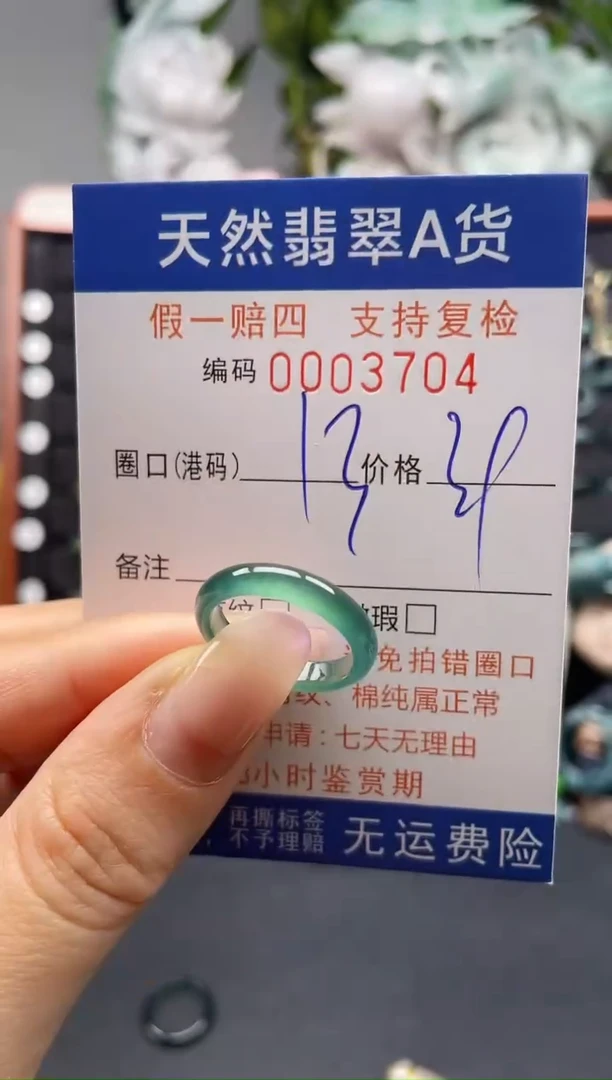 天然翡翠A货
假一赔四 支持复检
编码 0003704
圈口(港码) 13 价格
备注
纹□ 瑕□
免拍错圈口
纹、棉纯属正常
申请:七天无理由
小时鉴赏期
再撕标签
,不予理赔 无运费险